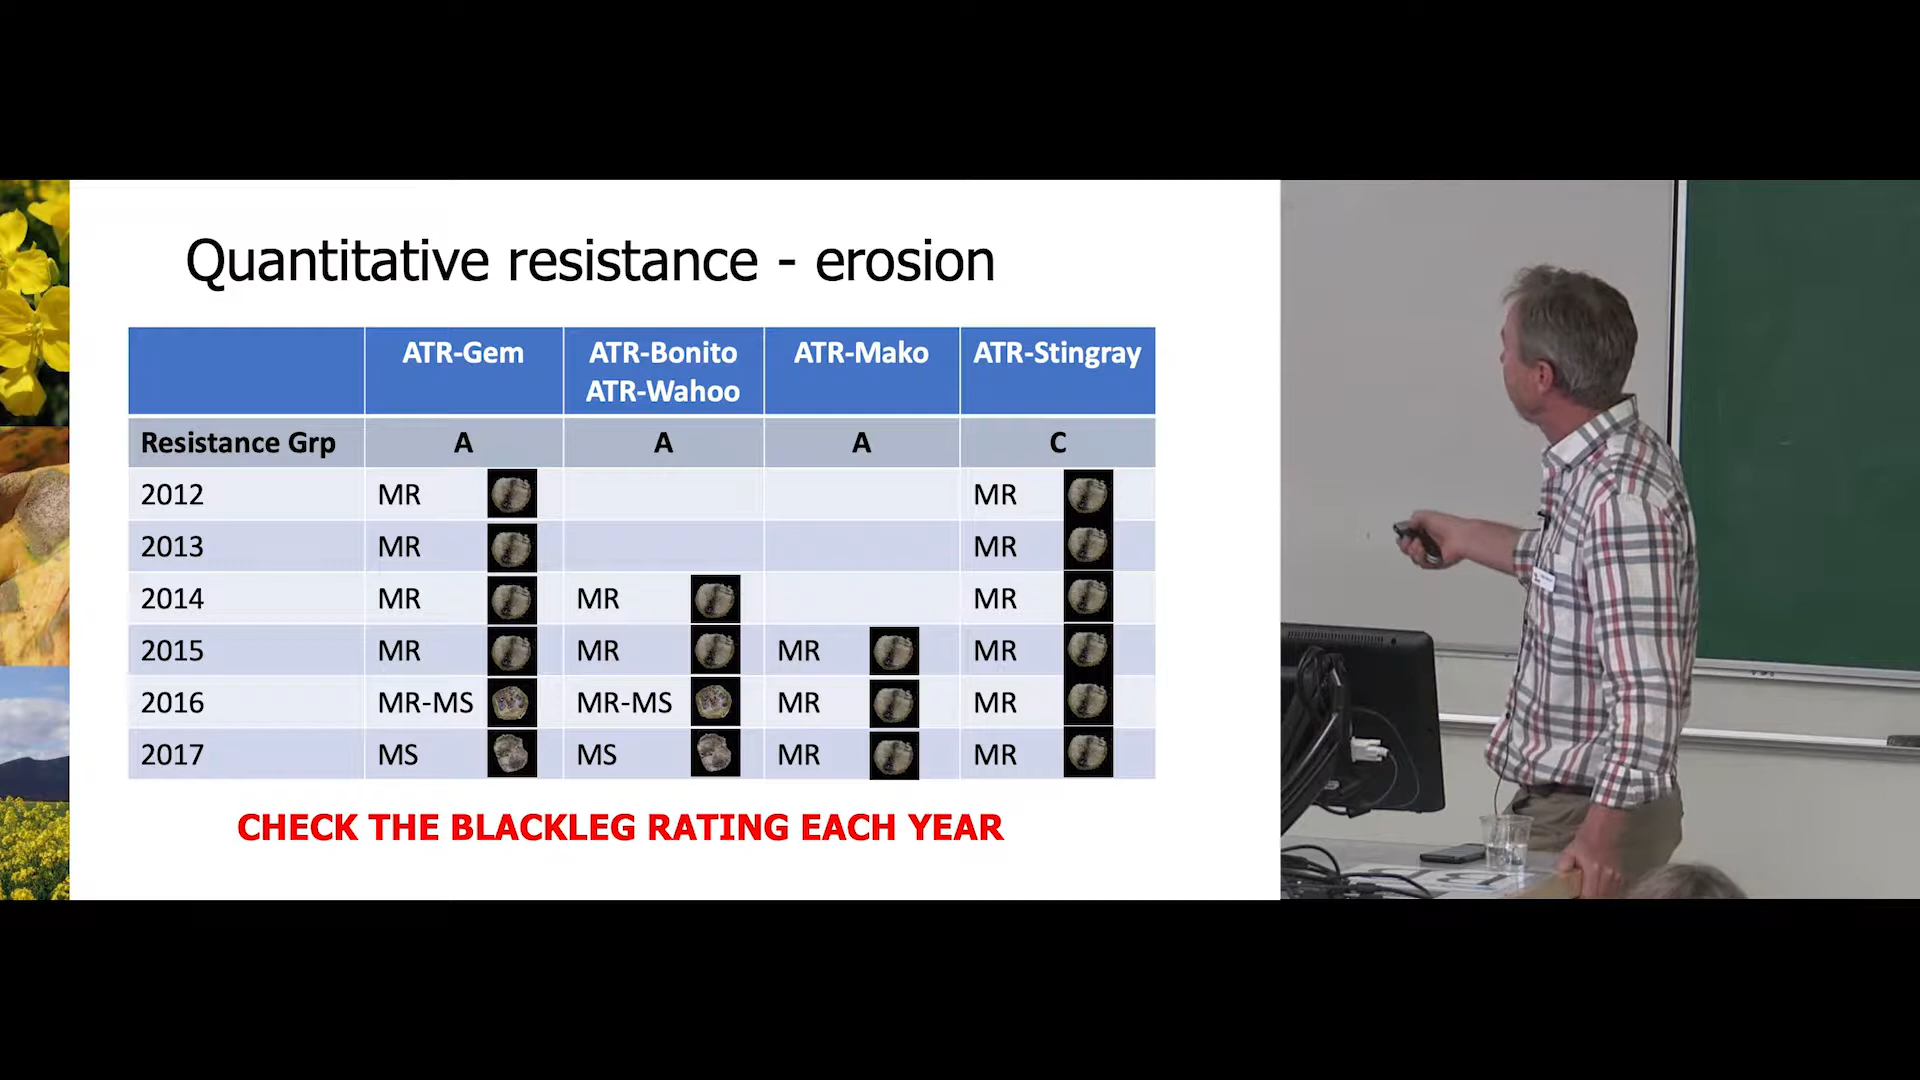 Quantitative resistance - erosion
ATR-Gem ATR-Bonito ATR-Wahoo ATR-Mako ATR-Stingray
Resistance Grp A A A C
2012 MR MR
2013 MR MR
2014 MR MR MR
2015 MR MR MR MR
2016 MR-MS MR-MS MR MR
2017 MS MS MR MR
CHECK THE BLACKLEG RATING EACH YEAR